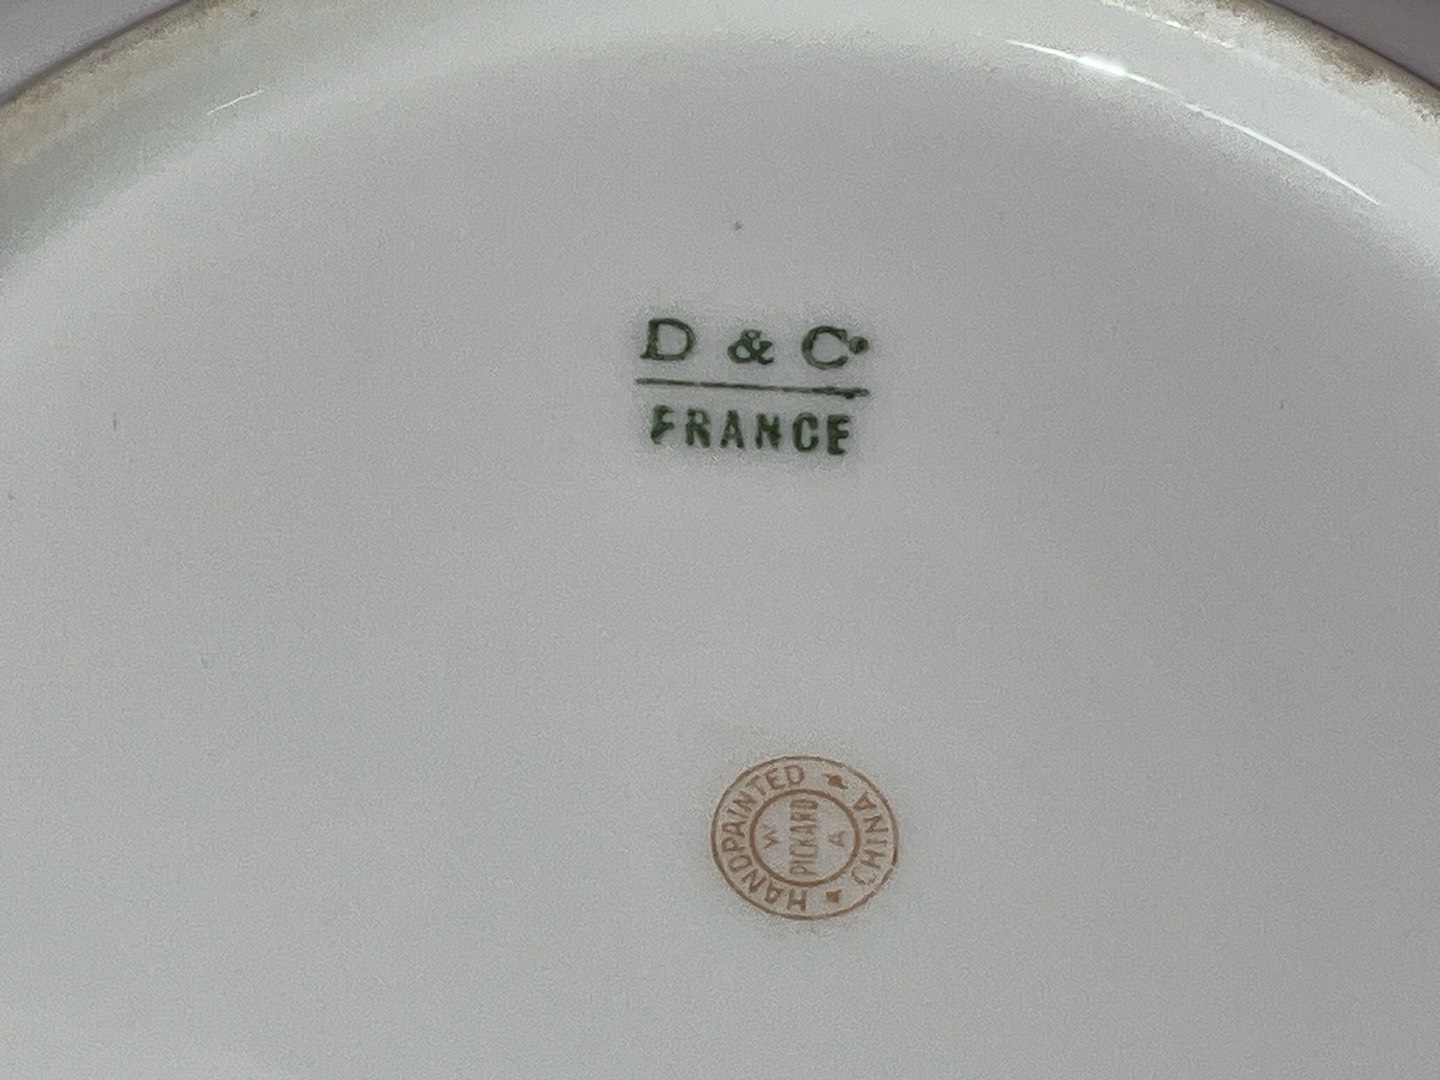 D & Co
FRANCE
HANDPAINTED CHINA
W
PICKARD
A